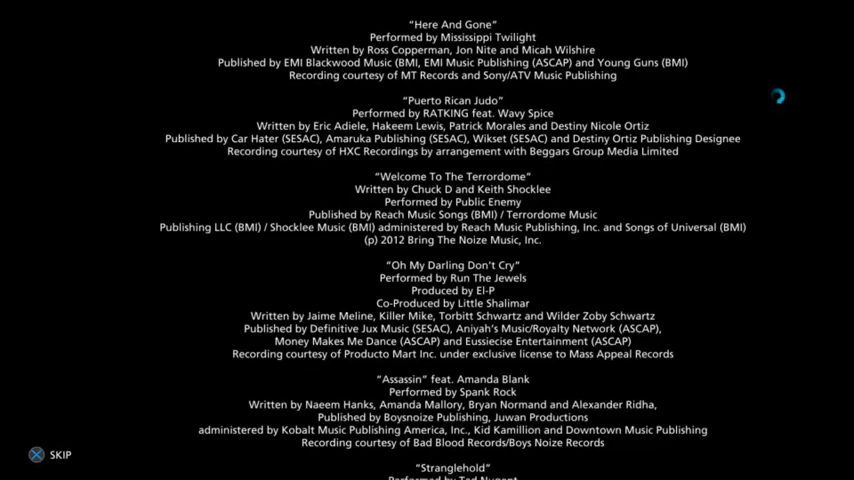 “Here And Gone”
Performed by Mississippi Twilight
Written by Ross Copperman, Jon Nite and Micah Wilshire
Published by EMI Blackwood Music (BMI, EMI Music Publishing (ASCAP) and Young Guns (BMI)
Recording courtesy of MT Records and Sony/ATV Music Publishing
“Puerto Rican Judo”
Performed by RATKING feat. Wavy Spice
Written by Eric Adiele, Hakeem Lewis, Patrick Morales and Destiny Nicole Ortiz
Published by Car Hater (SESAC), Amaruka Publishing (SESAC), Wikset (SESAC) and Destiny Ortiz Publishing Designee
Recording courtesy of HXC Recordings by arrangement with Beggars Group Media Limited
“Welcome To The Terrordome”
Written by Chuck D and Keith Shocklee
Performed by Public Enemy
Published by Reach Music Songs (BMI) / Terrordome Music
Publishing LLC (BMI) / Shocklee Music (BMI) administered by Reach Music Publishing, Inc. and Songs of Universal (BMI)
(p) 2012 Bring The Noize Music, Inc.
“Oh My Darling Don’t Cry”
Performed by Run The Jewels
Produced by El-P
Co-Produced by Little Shalimar
Written by Jaime Meline, Killer Mike, Torbitt Schwartz and Wilder Zoby Schwartz
Published by Definitive Jux Music (SESAC), Aniyah’s Music/Royalty Network (ASCAP),
Money Makes Me Dance (ASCAP) and Eussiecise Entertainment (ASCAP)
Recording courtesy of Producto Mart Inc. under exclusive license to Mass Appeal Records
“Assassin” feat. Amanda Blank
Performed by Spank Rock
Written by Naeem Hanks, Amanda Mallory, Bryan Normand and Alexander Ridha,
Published by Boysnoize Publishing, Juwan Productions
administered by Kobalt Music Publishing America, Inc., Kid Kamillion and Downtown Music Publishing
Recording courtesy of Bad Blood Records/Boys Noize Records
SKIP
“Stranglehold”
Performed by Ted Nugent